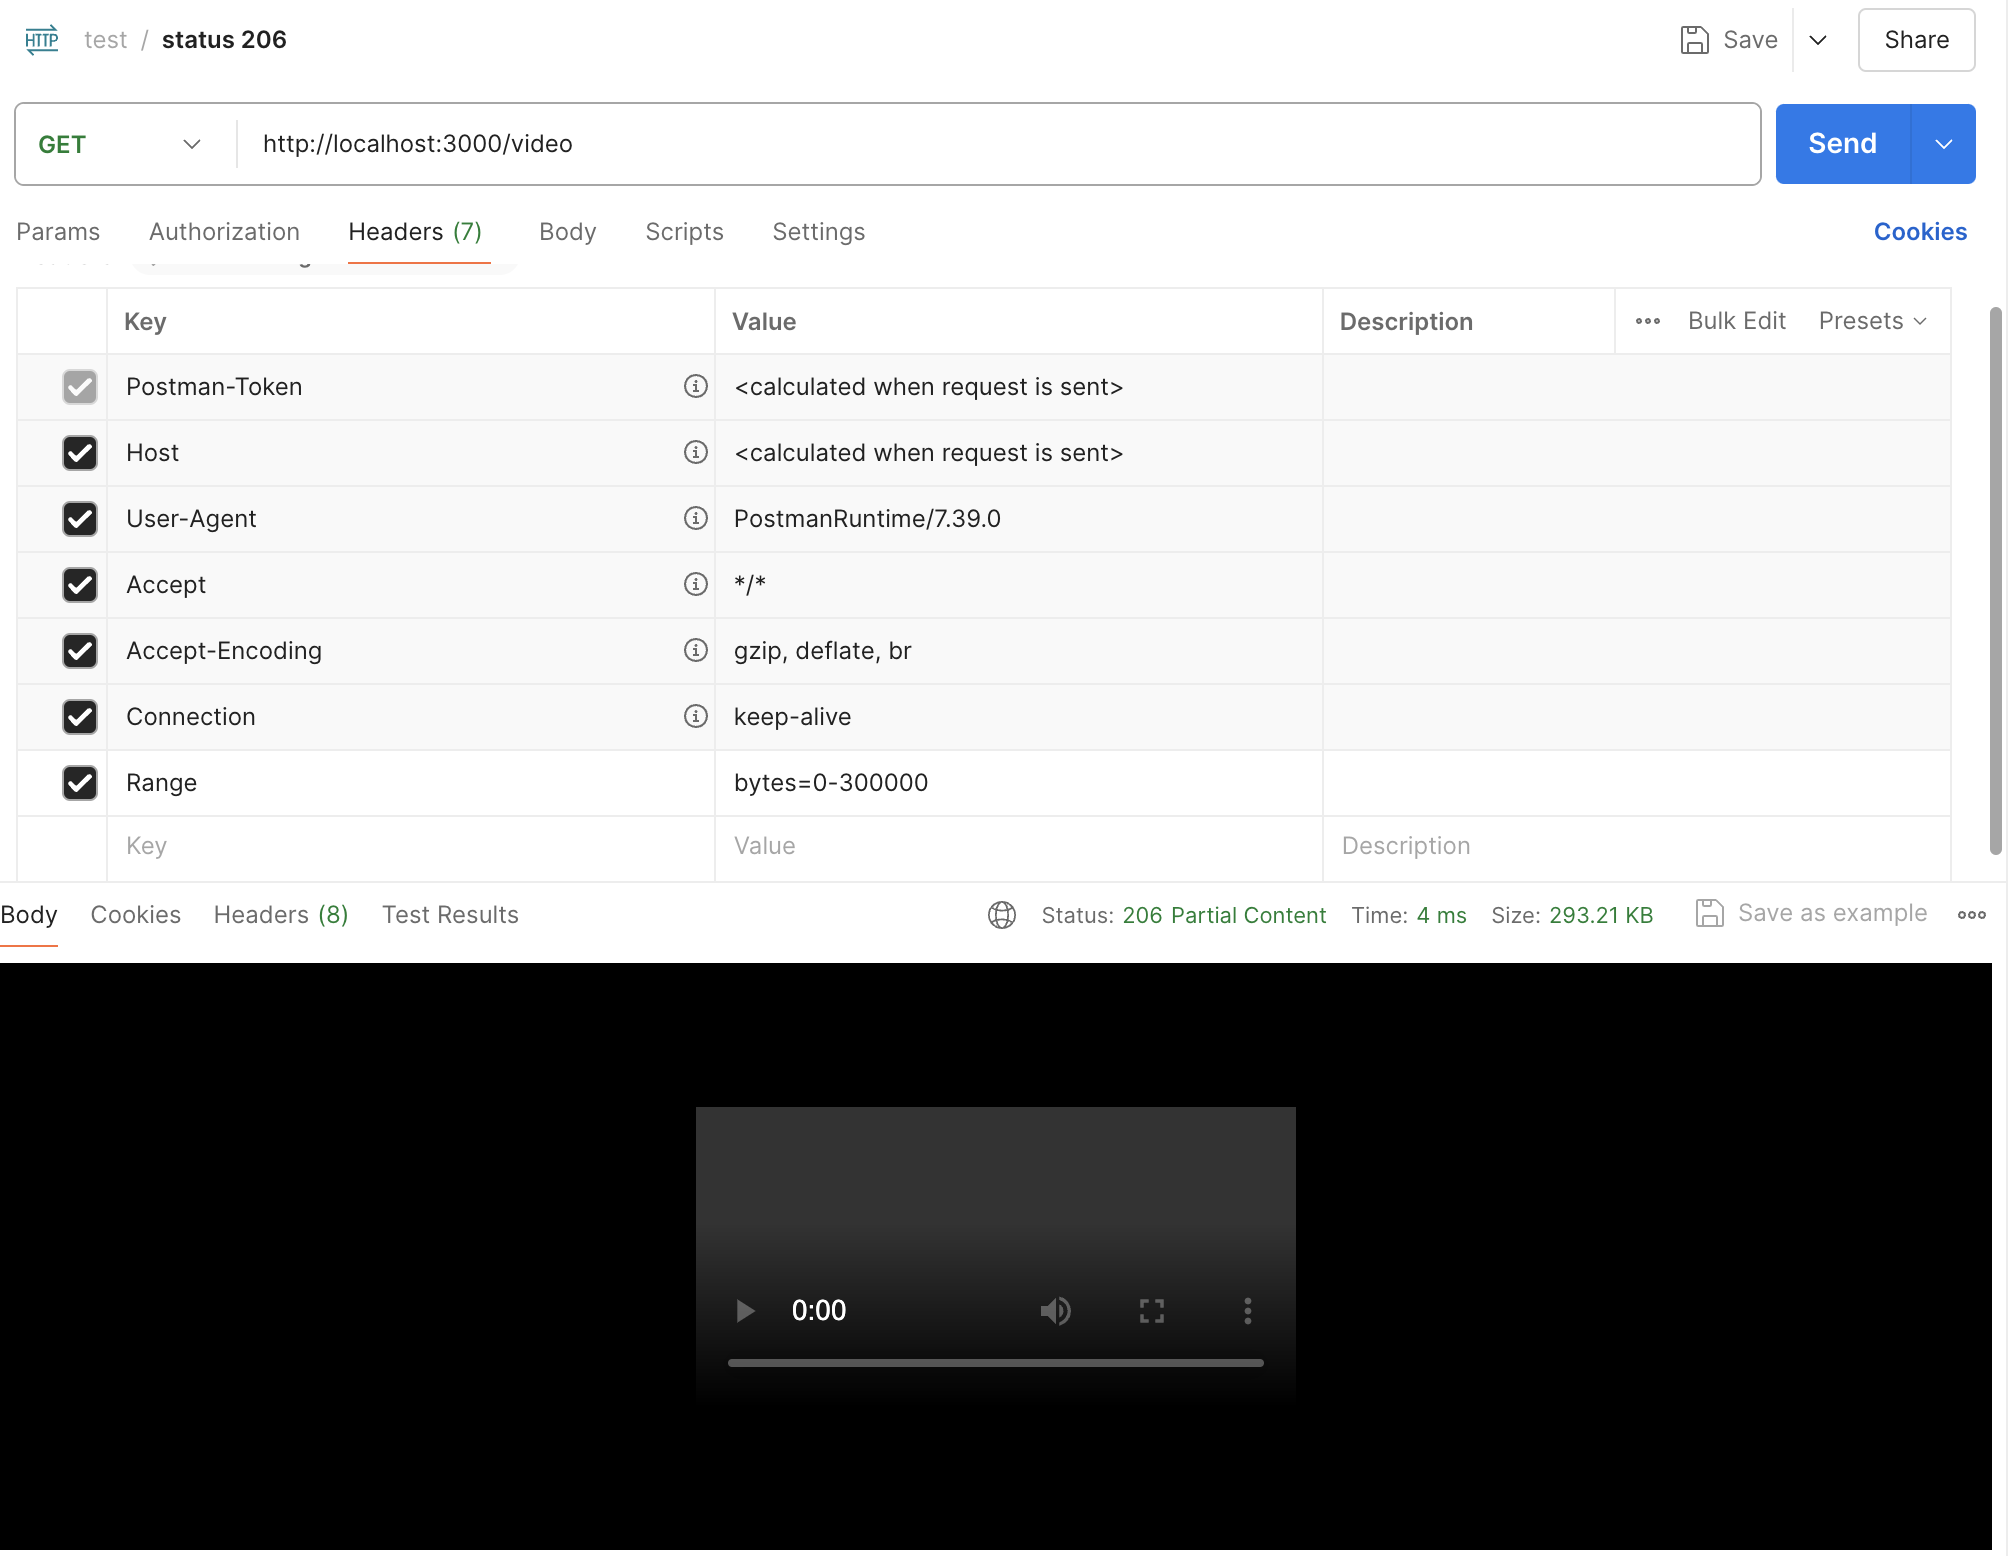 HTTP test / status 206 Save Share
GET http://localhost:3000/video Send
Params Authorization Headers (7) Body Scripts Settings Cookies
Key Value Description Bulk Edit Presets
Postman-Token <calculated when request is sent>
Host <calculated when request is sent>
User-Agent PostmanRuntime/7.39.0
Accept */*
Accept-Encoding gzip, deflate, br
Connection keep-alive
Range bytes=0-300000
Key Value Description
Body Cookies Headers (8) Test Results Status: 206 Partial Content Time: 4 ms Size: 293.21 KB Save as example
0:00